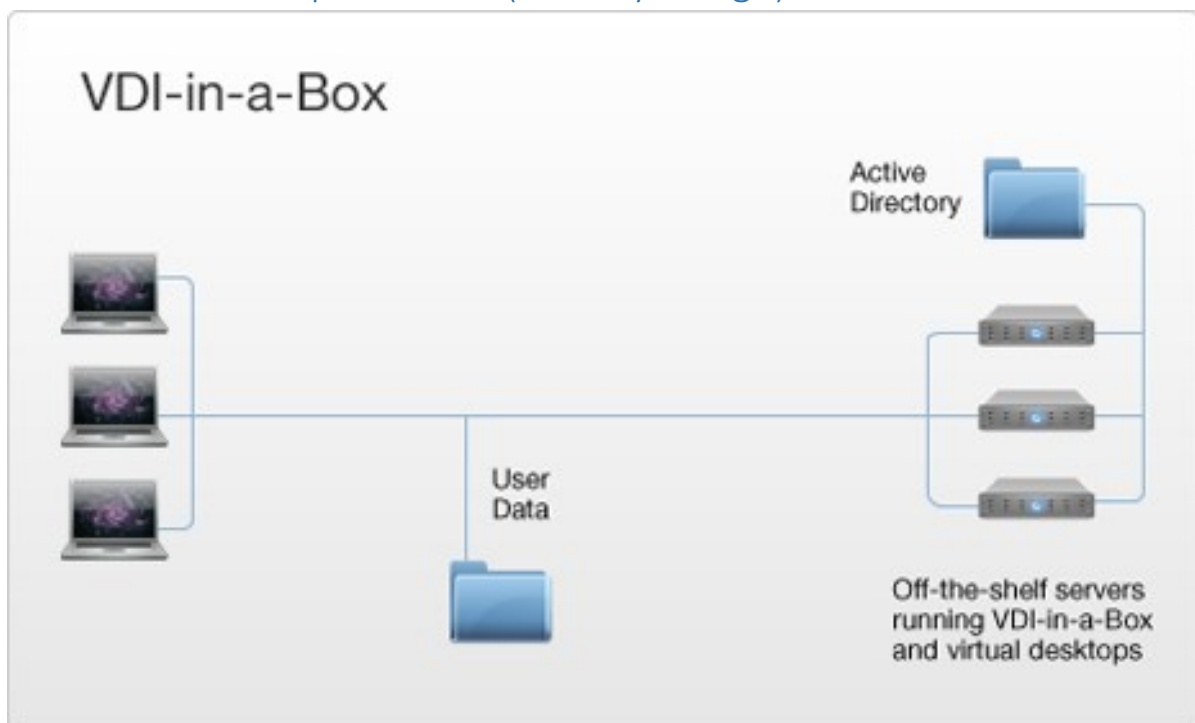 VDI-in-a-Box
Active
Directory
User
Data
Off-the-shelf servers
running VDI-in-a-Box
and virtual desktops